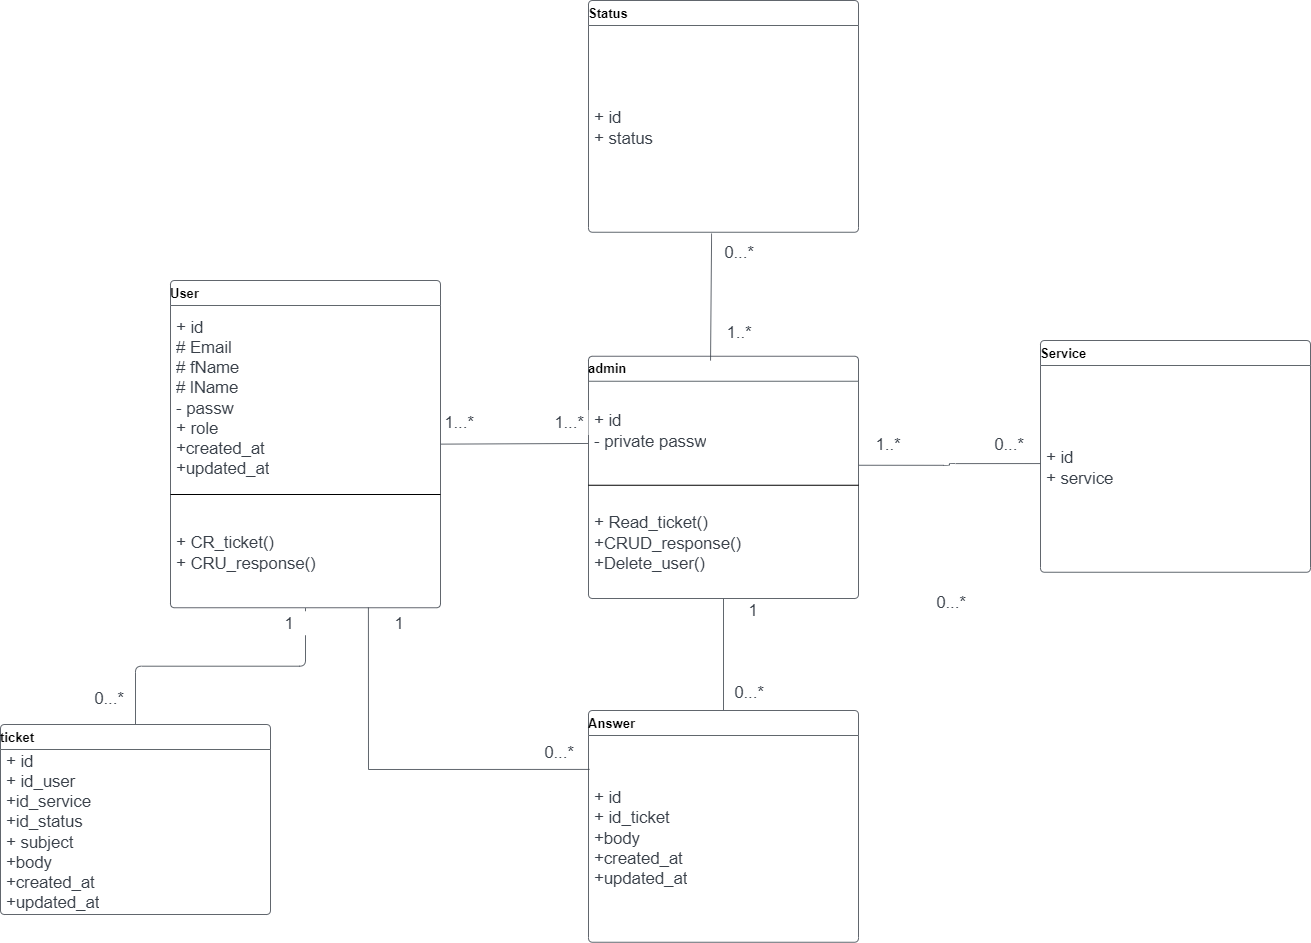 Status
+ id
+ status
0...*
1..*
User
+ id
# Email
# fName
# lName
- passw
+ role
+created_at
+updated_at
+ CR_ticket()
+ CRU_response()
1...*
1...*
admin
+ id
- private passw
+ Read_ticket()
+CRUD_response()
+Delete_user()
1..*
0...*
Service
+ id
+ service
0...*
1
1
1
0...*
0...*
0...*
ticket
+ id
+ id_user
+id_service
+id_status
+ subject
+body
+created_at
+updated_at
Answer
+ id
+ id_ticket
+body
+created_at
+updated_at